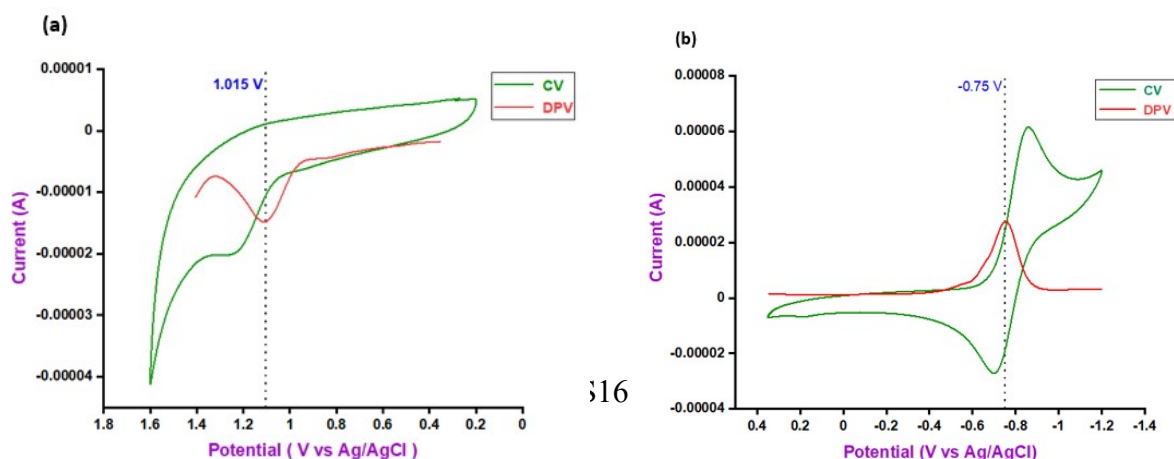 (a)
0.00001
0
-0.00001
-0.00002
-0.00003
-0.00004
1.8 1.6 1.4 1.2 1 0.8 0.6 0.4 0.2 0
Current (A)
Potential ( V vs Ag/AgCl )
1.015 V
CV
DPV
(b)
0.00008
0.00006
0.00004
0.00002
0
-0.00002
-0.00004
0.4 0.2 0 -0.2 -0.4 -0.6 -0.8 -1 -1.2 -1.4
Current (A)
Potential (V vs Ag/AgCl)
-0.75 V
CV
DPV
S16